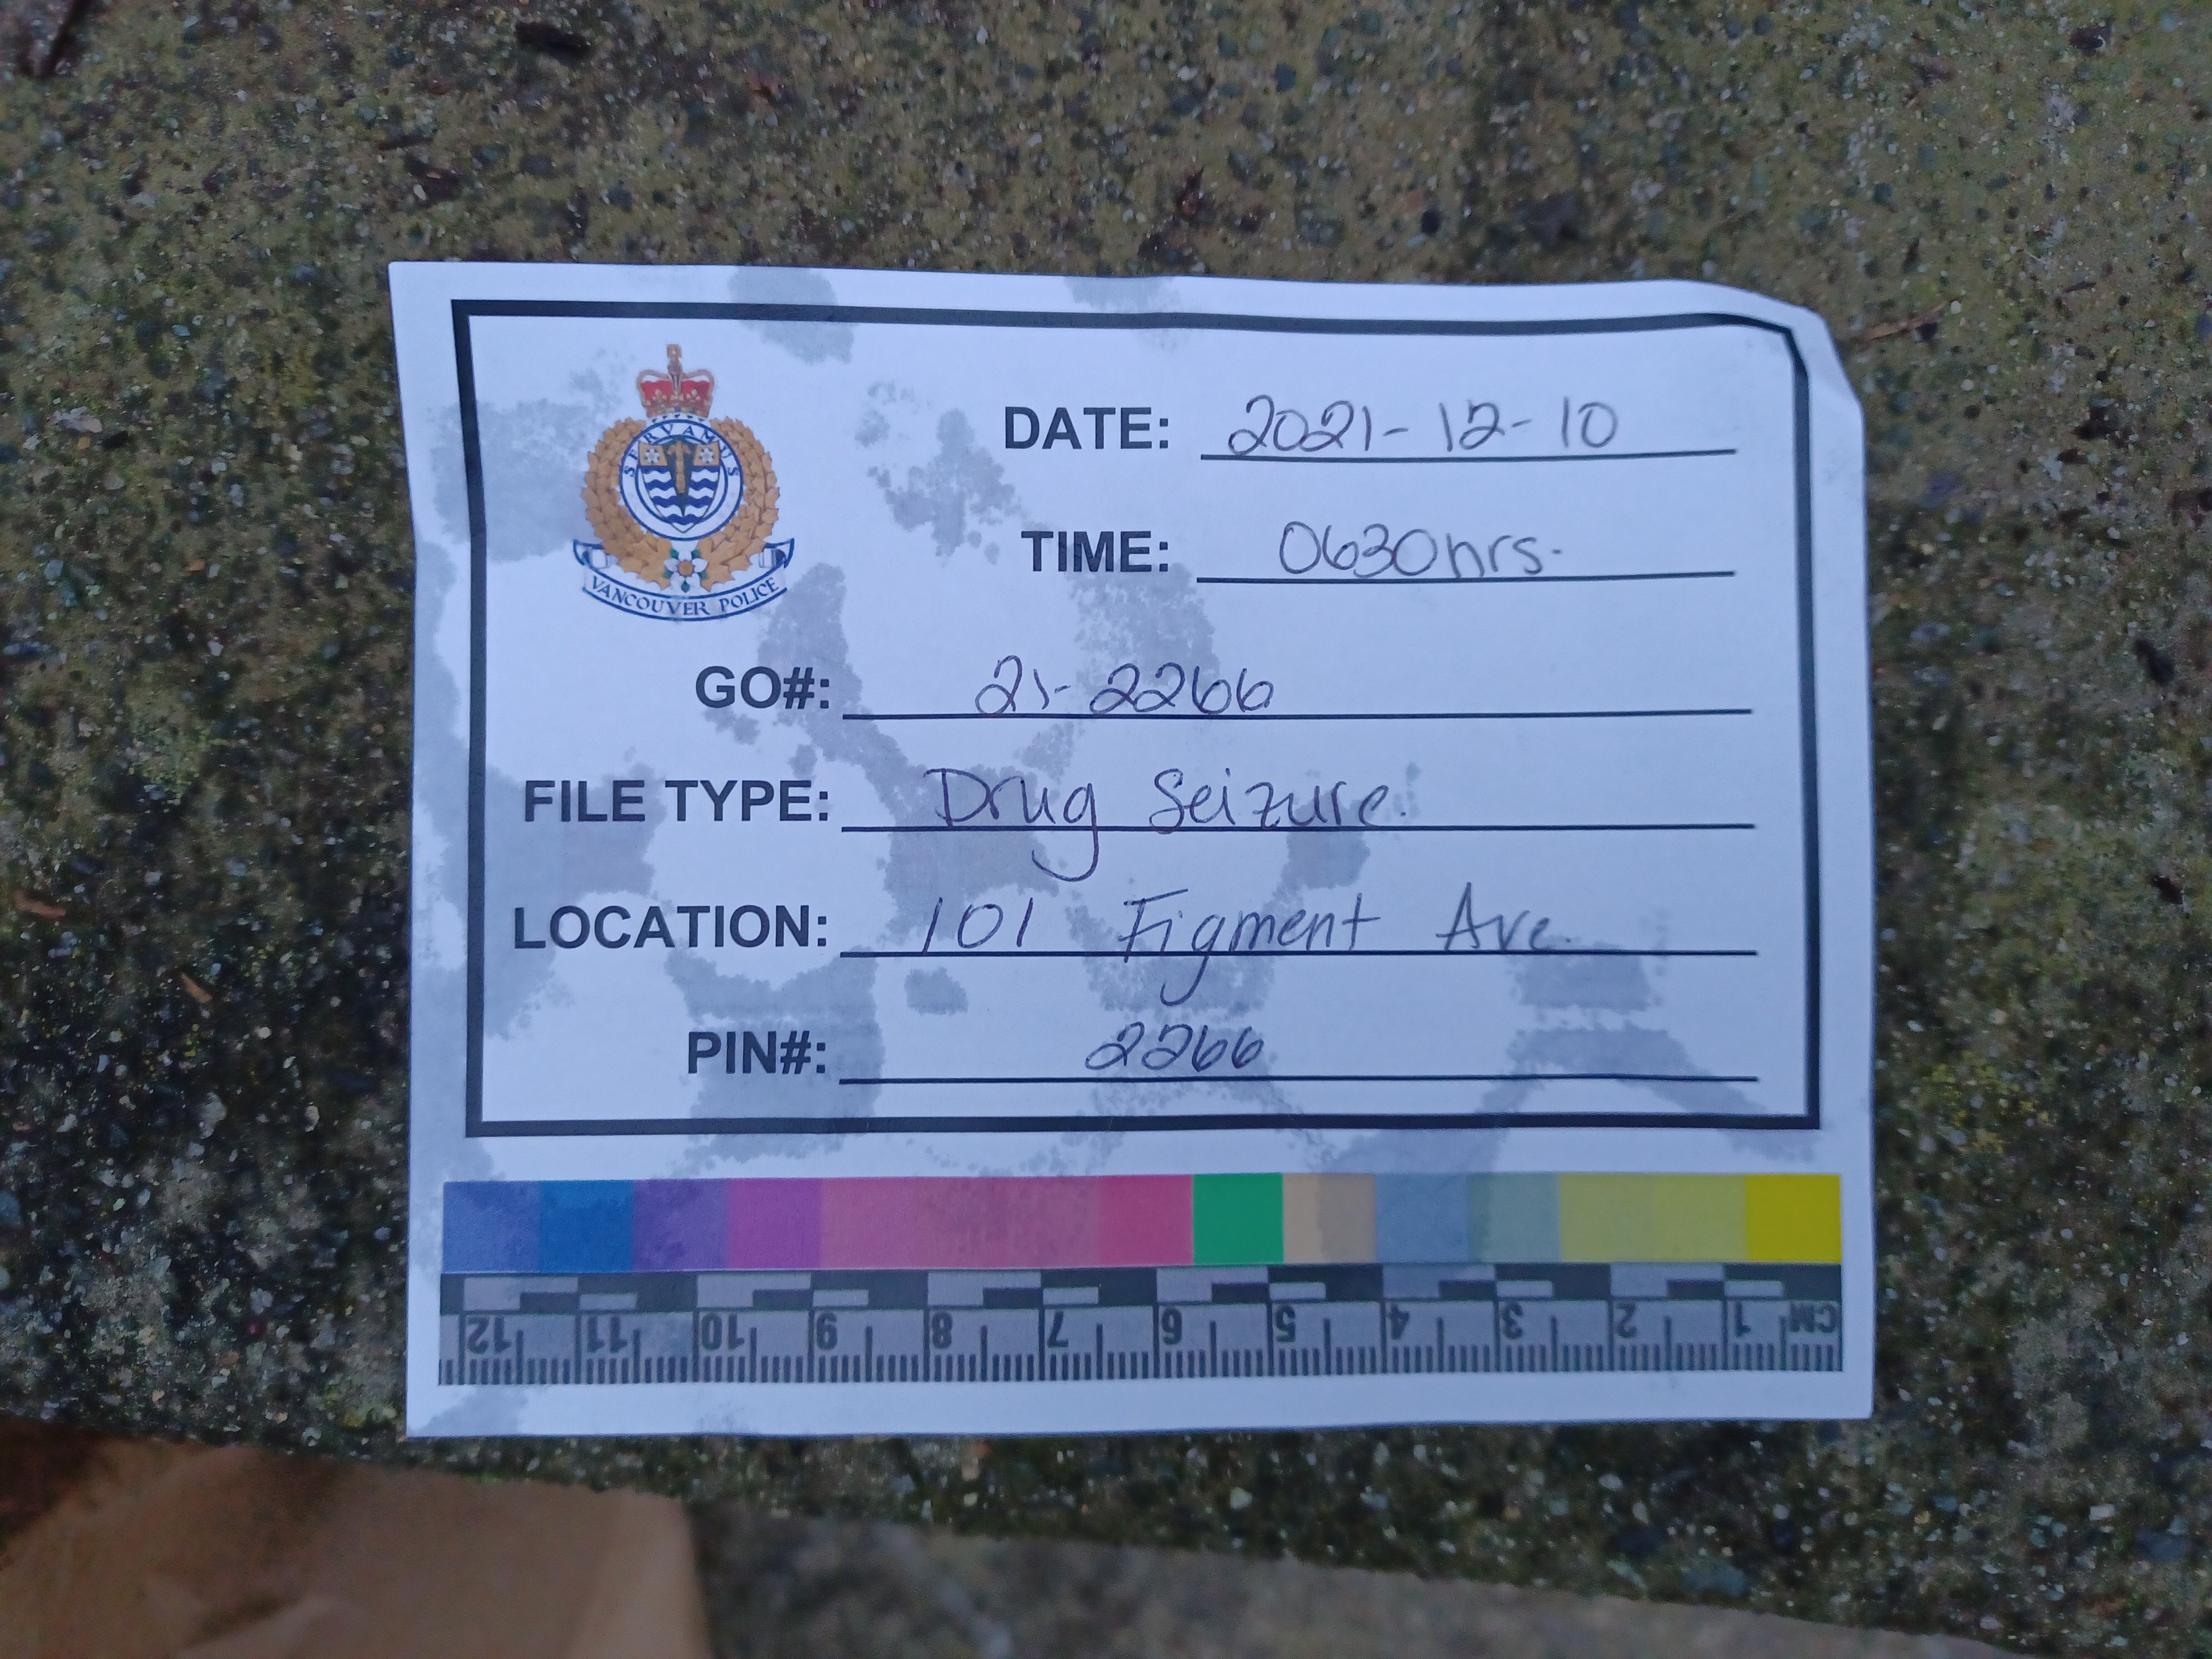 SERVAMUS
VANCOUVER POLICE
DATE: 2021-12-10
TIME: 0630hrs.
GO#: 21-2266
FILE TYPE: Drug Seizure.
LOCATION: 101 Figment Ave.
PIN#: 2266
12 11 10 9 8 7 6 5 4 3 2 1 CM